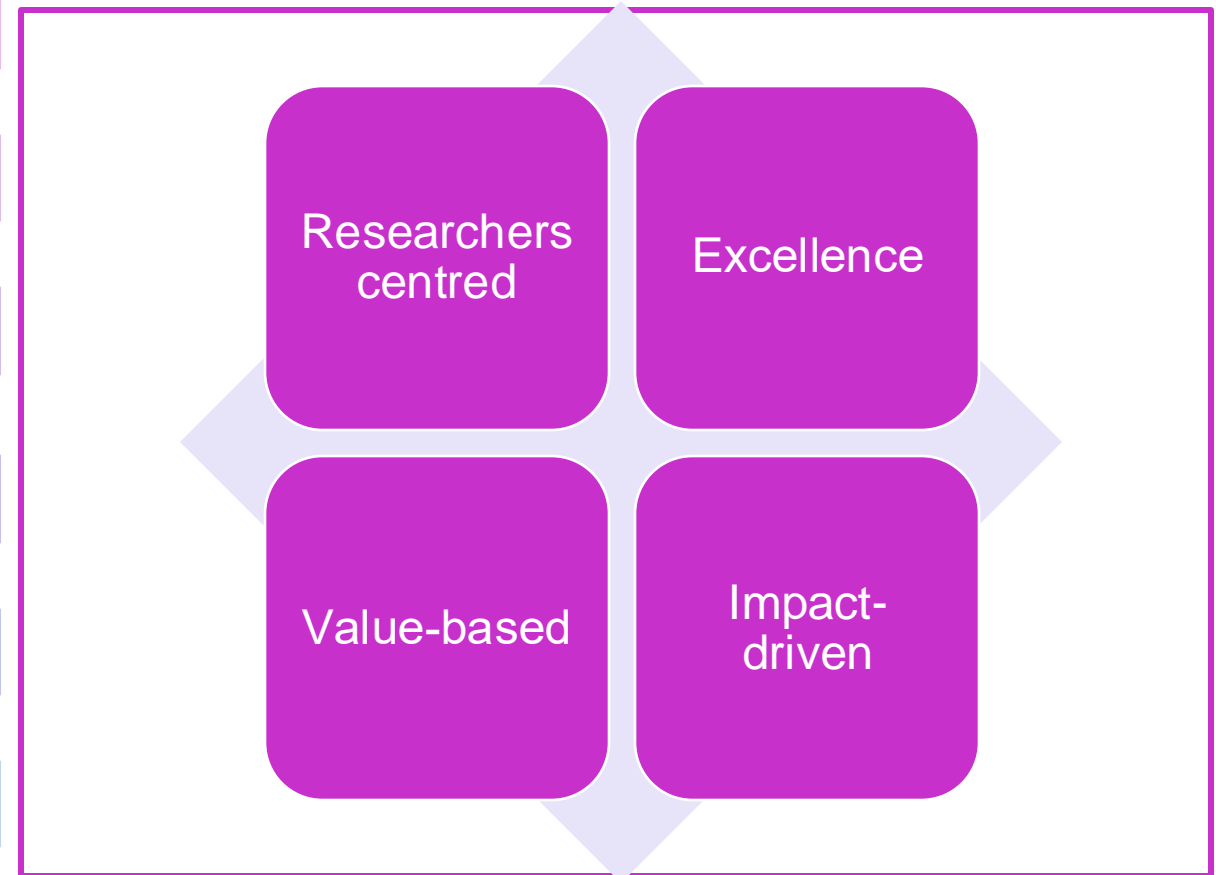 Researchers
centred
Excellence
Value-based
Impact-
driven